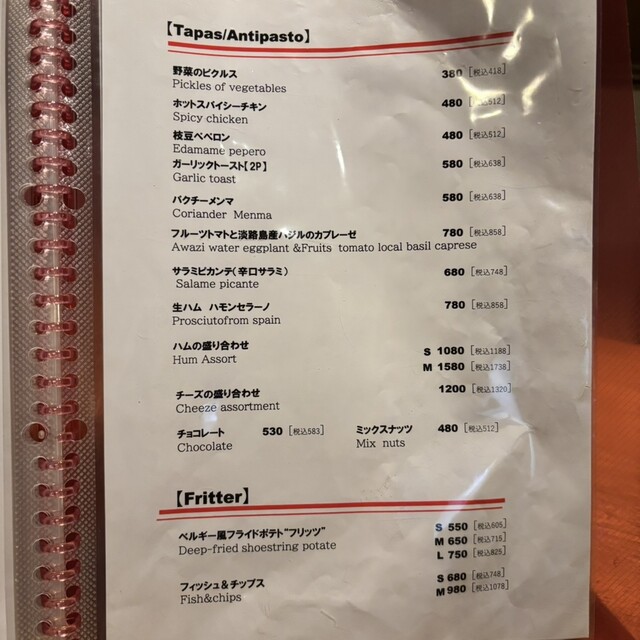 【Tapas/Antipasto】
野菜のピクルス 380 [税込418]
Pickles of vegetables
ホットスパイシーチキン 480 [税込512]
Spicy chicken
枝豆ペペロン 480 [税込512]
Edamame pepero
ガーリックトースト【2P】 580 [税込638]
Garlic toast
パクチーメンマ 580 [税込638]
Coriander Menma
フルーツトマトと淡路島産バジルのカプレーゼ 780 [税込858]
Awazi water eggplant &Fruits tomato local basil caprese
サラミピカンテ(辛口サラミ) 680 [税込748]
Salame picante
生ハム ハモンセラーノ 780 [税込858]
Prosciutofrom spain
ハムの盛り合わせ S 1080 [税込1188]
Hum Assort M 1580 [税込1738]
チーズの盛り合わせ 1200 [税込1320]
Cheeze assortment
チョコレート 530 [税込583] ミックスナッツ 480 [税込512]
Chocolate Mix nuts
【Fritter】
ベルギー風フライドポテト"フリッツ" S 550 [税込605]
Deep-fried shoestring potate M 650 [税込715]
L 750 [税込825]
フィッシュ&チップス S 680 [税込748]
Fish&chips M 980 [税込1078]